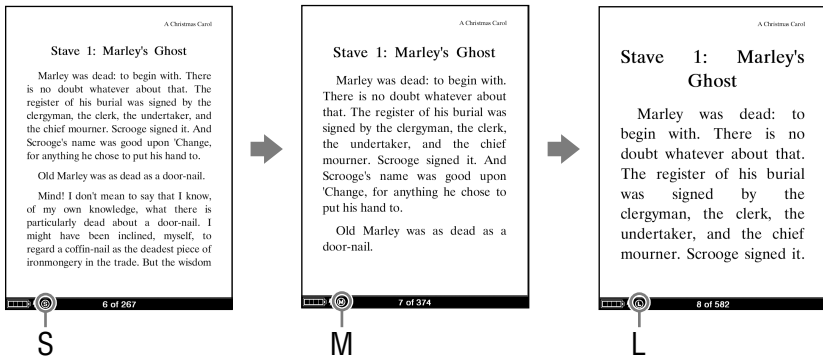 A Christmas Carol
Stave 1: Marley's Ghost
Marley was dead: to begin with. There
is no doubt whatever about that. The
register of his burial was signed by the
clergyman, the clerk, the undertaker, and
the chief mourner. Scrooge signed it. And
Scrooge's name was good upon 'Change,
for anything he chose to put his hand to.
Old Marley was as dead as a door-nail.
Mind! I don't mean to say that I know,
of my own knowledge, what there is
particularly dead about a door-nail. I
might have been inclined, myself, to
regard a coffin-nail as the deadest piece of
ironmongery in the trade. But the wisdom
S 6 of 267
S
A Christmas Carol
Stave 1: Marley's Ghost
Marley was dead: to begin with.
There is no doubt whatever about
that. The register of his burial was
signed by the clergyman, the clerk,
the undertaker, and the chief
mourner. Scrooge signed it. And
Scrooge's name was good upon
'Change, for anything he chose to
put his hand to.
Old Marley was as dead as a
door-nail.
M 7 of 374
M
A Christmas Carol
Stave 1: Marley's
Ghost
Marley was dead: to
begin with. There is no
doubt whatever about that.
The register of his burial
was signed by the
clergyman, the clerk, the
undertaker, and the chief
mourner. Scrooge signed it.
L 8 of 582
L